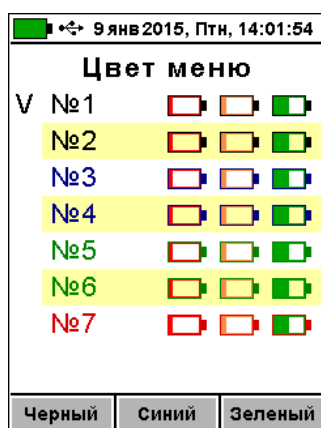 9 янв 2015, Птн, 14:01:54
Цвет меню
V №1
№2
№3
№4
№5
№6
№7
Черный Синий Зеленый